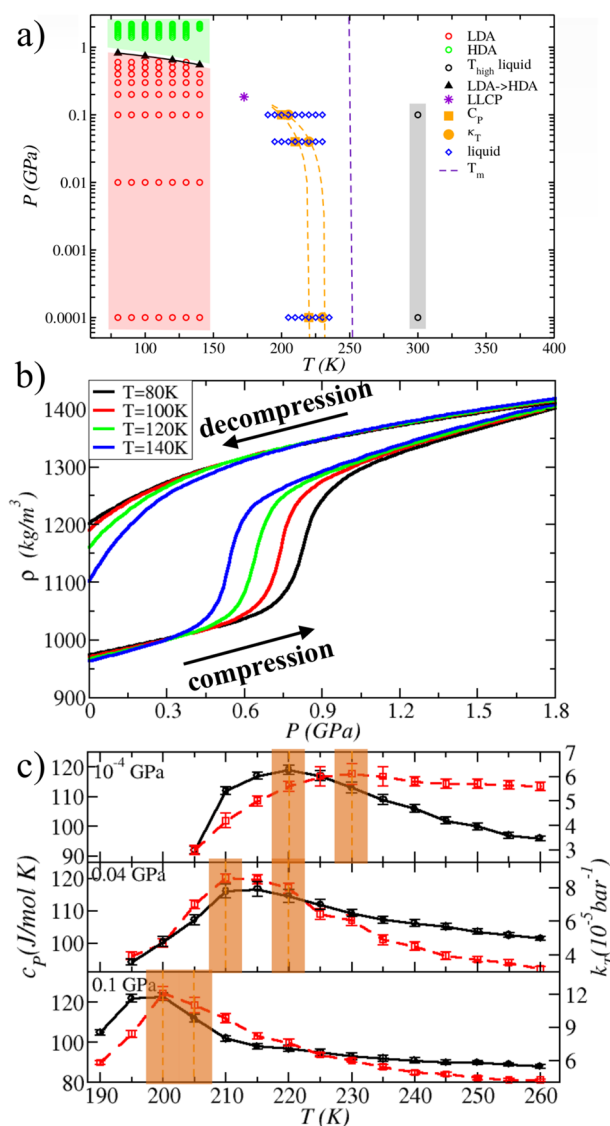 a)
1
0.1
0.01
0.001
0.0001
P (GPa)
100
150
200
250
300
350
400
T (K)
LDA
HDA
T_high liquid
LDA->HDA
LLCP
C_P
κ_T
liquid
T_m
b)
T=80K
T=100K
T=120K
T=140K
decompression
compression
1400
1300
1200
1100
1000
900
ρ (kg/m³)
0
0.3
0.6
0.9
1.2
1.5
1.8
P (GPa)
c)
10⁻⁴ GPa
120
110
100
90
7
6
5
4
3
0.04 GPa
120
100
8
6
4
0.1 GPa
120
100
80
12
9
6
c_P(J/mol K)
k_T(10⁻⁵bar⁻¹)
190
200
210
220
230
240
250
260
T (K)